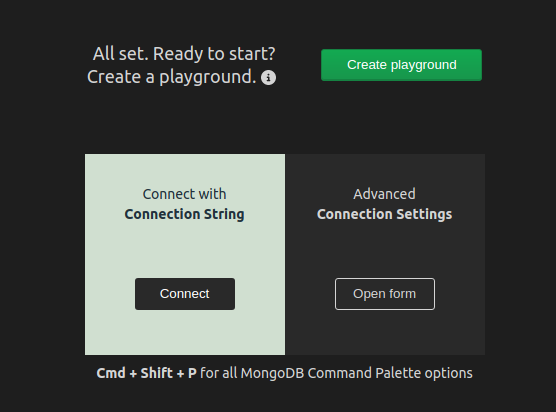 All set. Ready to start?
Create a playground.
Create playground
Connect with
Connection String
Connect
Advanced
Connection Settings
Open form
Cmd + Shift + P for all MongoDB Command Palette options